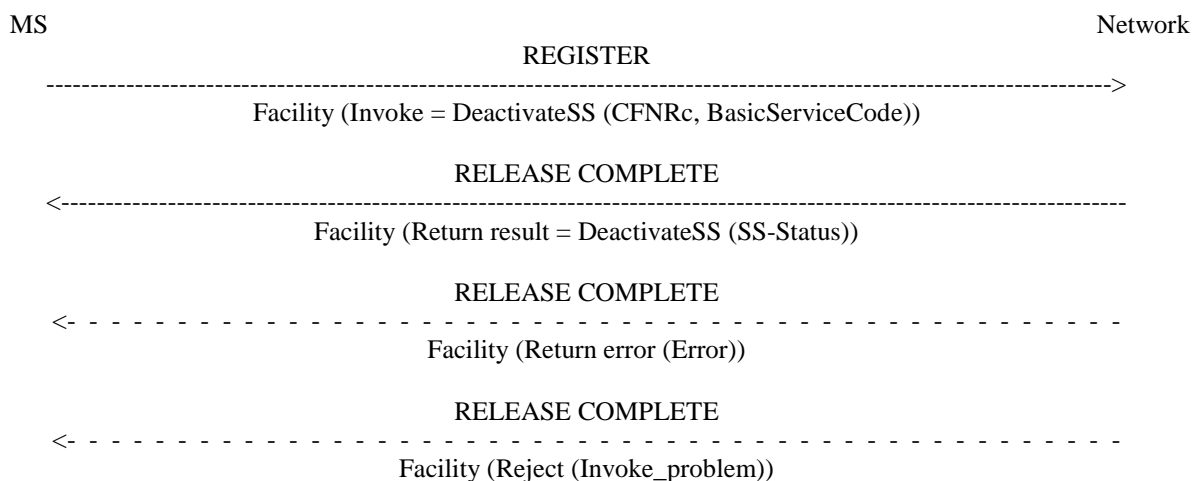 MS Network
REGISTER
Facility (Invoke = DeactivateSS (CFNRc, BasicServiceCode))
RELEASE COMPLETE
Facility (Return result = DeactivateSS (SS-Status))
RELEASE COMPLETE
Facility (Return error (Error))
RELEASE COMPLETE
Facility (Reject (Invoke_problem))